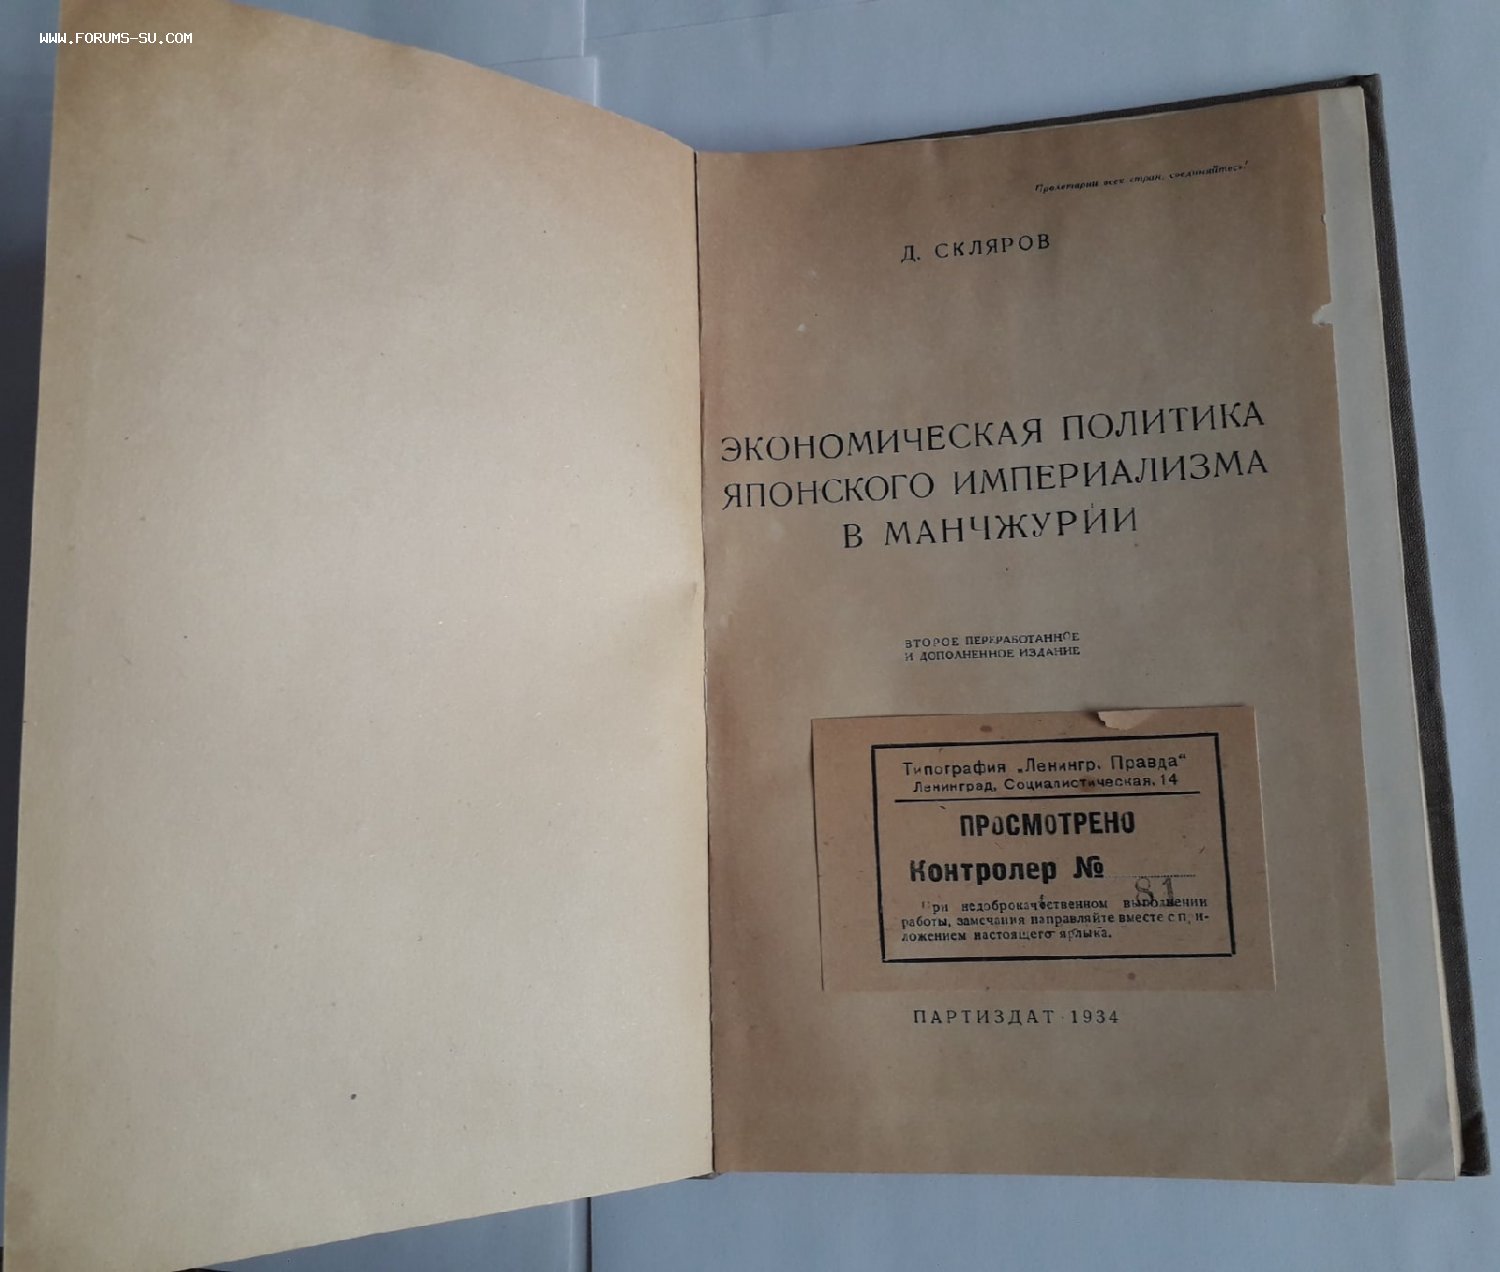 WWW.FORUMS-SU.COM
Пролетарии всех стран, соединяйтесь!
Д. СКЛЯРОВ
ЭКОНОМИЧЕСКАЯ ПОЛИТИКА
ЯПОНСКОГО ИМПЕРИАЛИЗМА
В МАНЧЖУРИИ
ВТОРОЕ ПЕРЕРАБОТАННОЕ
И ДОПОЛНЕННОЕ ИЗДАНИЕ
Типография „Ленингр. Правда“
Ленинград, Социалистическая, 14
ПРОСМОТРЕНО
Контролер № 81
При недоброкачественном выполнении
работы, замечания направляйте вместе с при-
ложением настоящего ярлыка.
ПАРТИЗДАТ · 1934